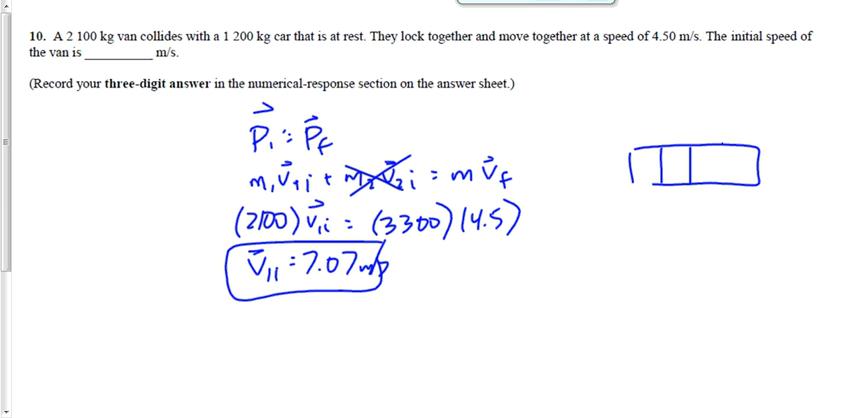 10. A 2 100 kg van collides with a 1 200 kg car that is at rest. They lock together and move together at a speed of 4.50 m/s. The initial speed of
the van is __________ m/s.
(Record your three-digit answer in the numerical-response section on the answer sheet.)
P⃗i = P⃗f
m₁v⃗₁i + m₂v⃗₂i = m v⃗f
(2100) v⃗₁i = (3300)(4.5)
v⃗₁i = 7.07 m/s